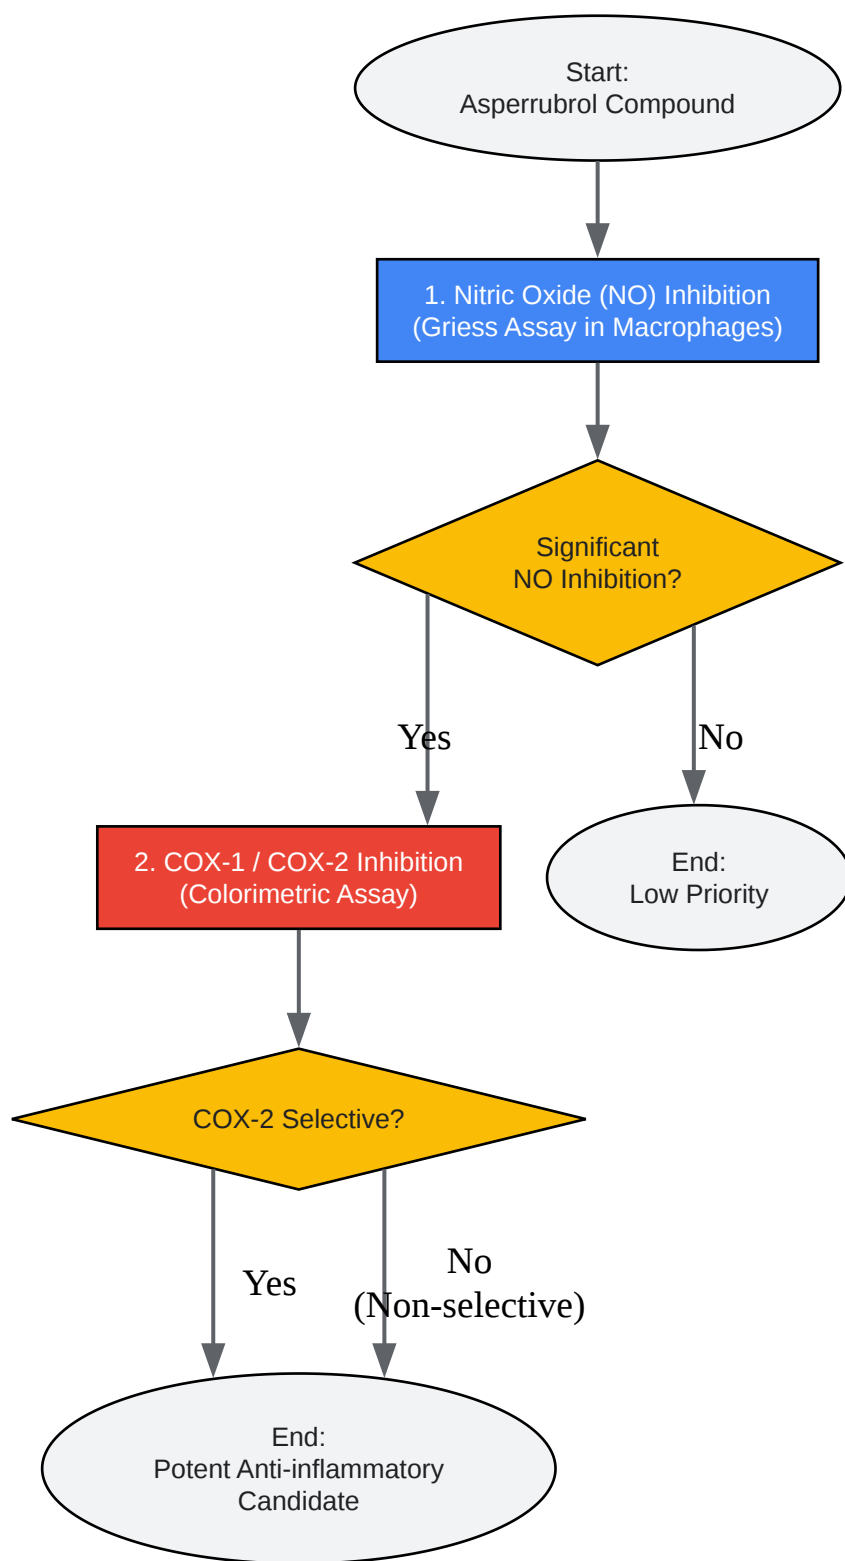 Start:
Asperrubrol Compound
1. Nitric Oxide (NO) Inhibition
(Griess Assay in Macrophages)
Significant
NO Inhibition?
Yes
No
2. COX-1 / COX-2 Inhibition
(Colorimetric Assay)
End:
Low Priority
COX-2 Selective?
Yes
No
(Non-selective)
End:
Potent Anti-inflammatory
Candidate